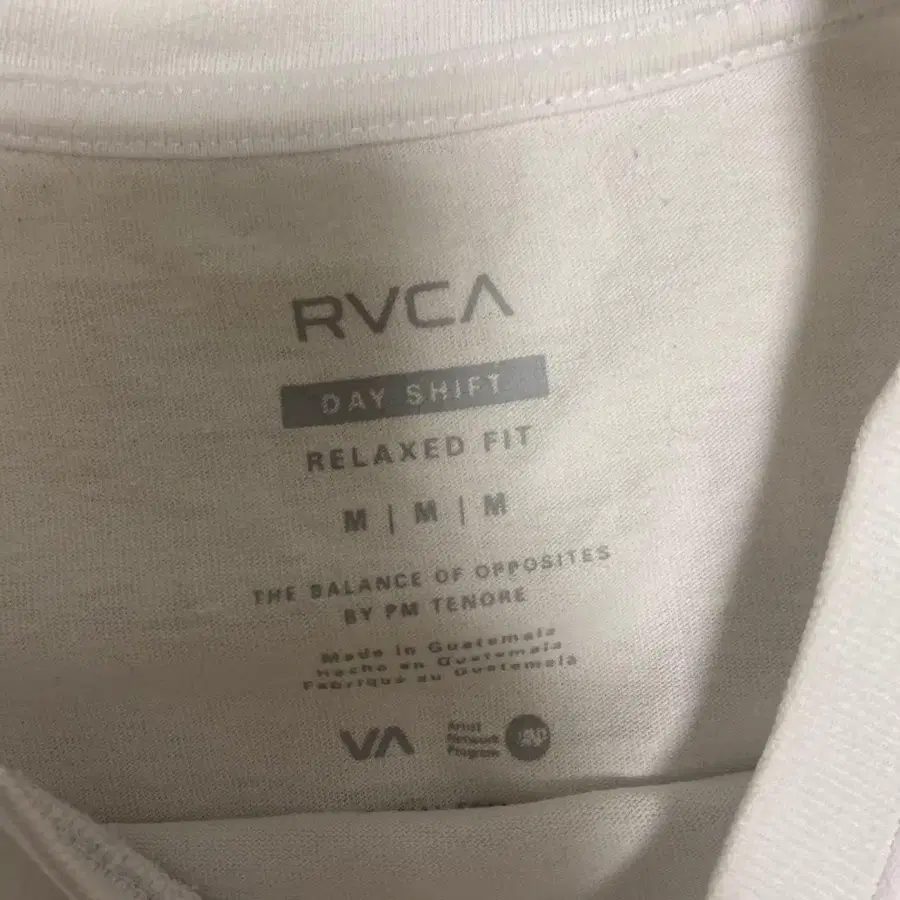 RVCA
DAY SHIFT
RELAXED FIT
M | M | M
THE BALANCE OF OPPOSITES
BY PM TENORE
Made in Guatemala
Hecho en Guatemala
Fabriqué au Guatemala
VA
Artist
Network
Program
ANP